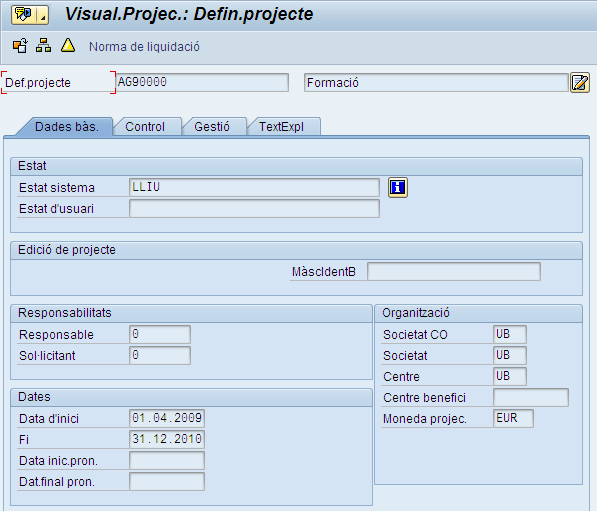 Visual.Projec.: Defin.projecte
Norma de liquidació
Def.projecte AG90000 Formació
Dades bàs. Control Gestió TextExpl
Estat
Estat sistema LLIU
Estat d'usuari
Edició de projecte
MàscIdentB
Responsabilitats Organització
Responsable 0 Societat CO UB
Sol·licitant 0 Societat UB
Centre UB
Dates Centre benefici
Data d'inici 01.04.2009 Moneda projec. EUR
Fi 31.12.2010
Data inic.pron.
Dat.final pron.